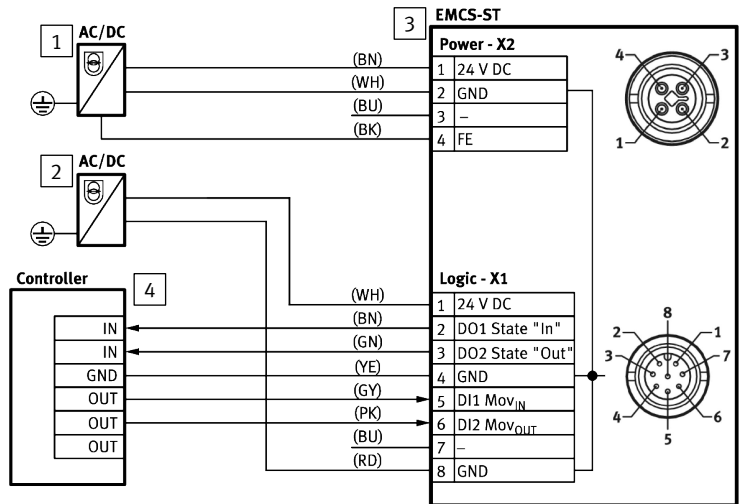 EMCS-ST
3
1
AC/DC
Power - X2
(BN) 1 24 V DC
(WH) 2 GND
(BU) 3 –
(BK) 4 FE
4 3
1 2
2
AC/DC
Controller
4
Logic - X1
(WH) 1 24 V DC
IN (BN) 2 DO1 State "In"
IN (GN) 3 DO2 State "Out"
GND (YE) 4 GND
OUT (GY) 5 DI1 MovIN
OUT (PK) 6 DI2 MovOUT
OUT (BU) 7 –
(RD) 8 GND
8
2 1
3 7
4 6
5